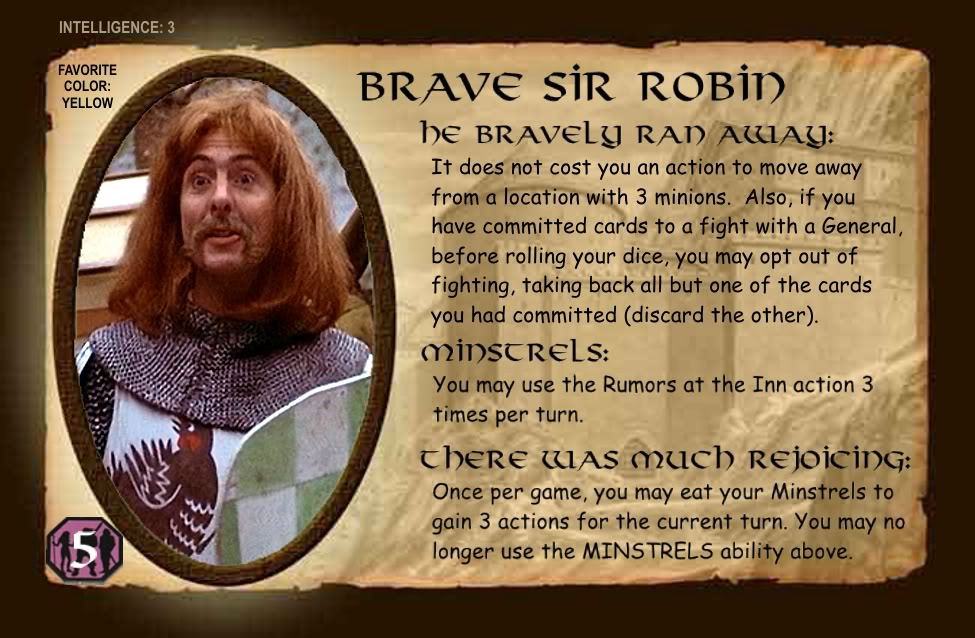 INTELLIGENCE: 3
FAVORITE
COLOR:
YELLOW
BRAVE SIR ROBIN
HE BRAVELY RAN AWAY:
It does not cost you an action to move away
from a location with 3 minions. Also, if you
have committed cards to a fight with a General,
before rolling your dice, you may opt out of
fighting, taking back all but one of the cards
you had committed (discard the other).
MINSTRELS:
You may use the Rumors at the Inn action 3
times per turn.
THERE WAS MUCH REJOICING:
Once per game, you may eat your Minstrels to
gain 3 actions for the current turn. You may no
longer use the MINSTRELS ability above.
5